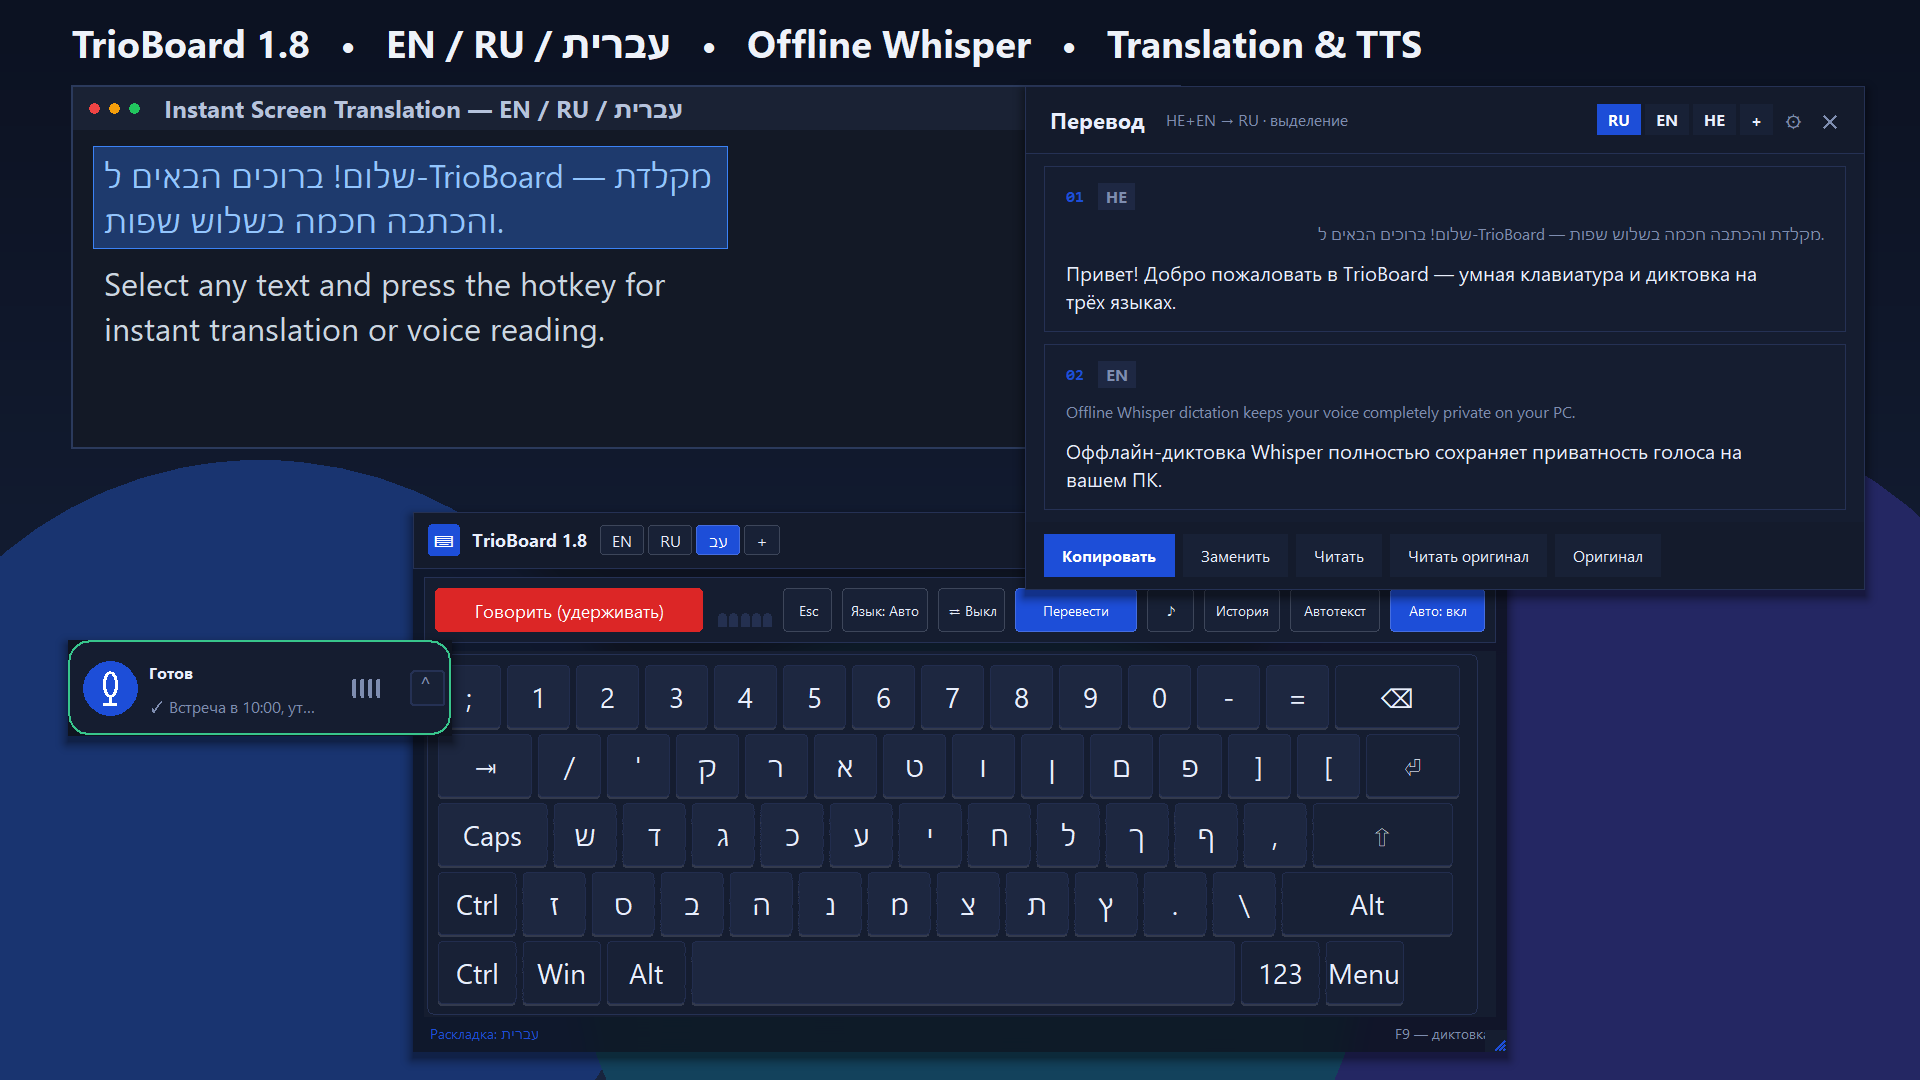 TrioBoard 1.8 • EN / RU / עברית • Offline Whisper • Translation & TTS
Instant Screen Translation — EN / RU / עברית
שלום! ברוכים הבאים ל-TrioBoard — מקלדת
והכתבה חכמה בשלוש שפות.
Select any text and press the hotkey for
instant translation or voice reading.
Перевод HE+EN → RU · выделение RU EN HE + ⚙ ×
01 HE
שלום! ברוכים הבאים ל-TrioBoard — מקלדת והכתבה חכמה בשלוש שפות.
Привет! Добро пожаловать в TrioBoard — умная клавиатура и диктовка на
трёх языках.
02 EN
Offline Whisper dictation keeps your voice completely private on your PC.
Оффлайн-диктовка Whisper полностью сохраняет приватность голоса на
вашем ПК.
Копировать Заменить Читать Читать оригинал Оригинал
TrioBoard 1.8 EN RU עב +
Говорить (удерживать) Esc Язык: Авто ⇌ Выкл Перевести ♪ История Автотекст Авто: вкл
Готов
✓ Встреча в 10:00, ут...
^
; 1 2 3 4 5 6 7 8 9 0 - = ⌫
⇥ / ' ק ר א ט ו ן ם פ ] [ ⏎
Caps ש ד ג כ ע י ח ל ך ף , ⇧
Ctrl ז ס ב ה נ מ צ ת ץ . \ Alt
Ctrl Win Alt 123 Menu
Раскладка: עברית
F9 — диктовка